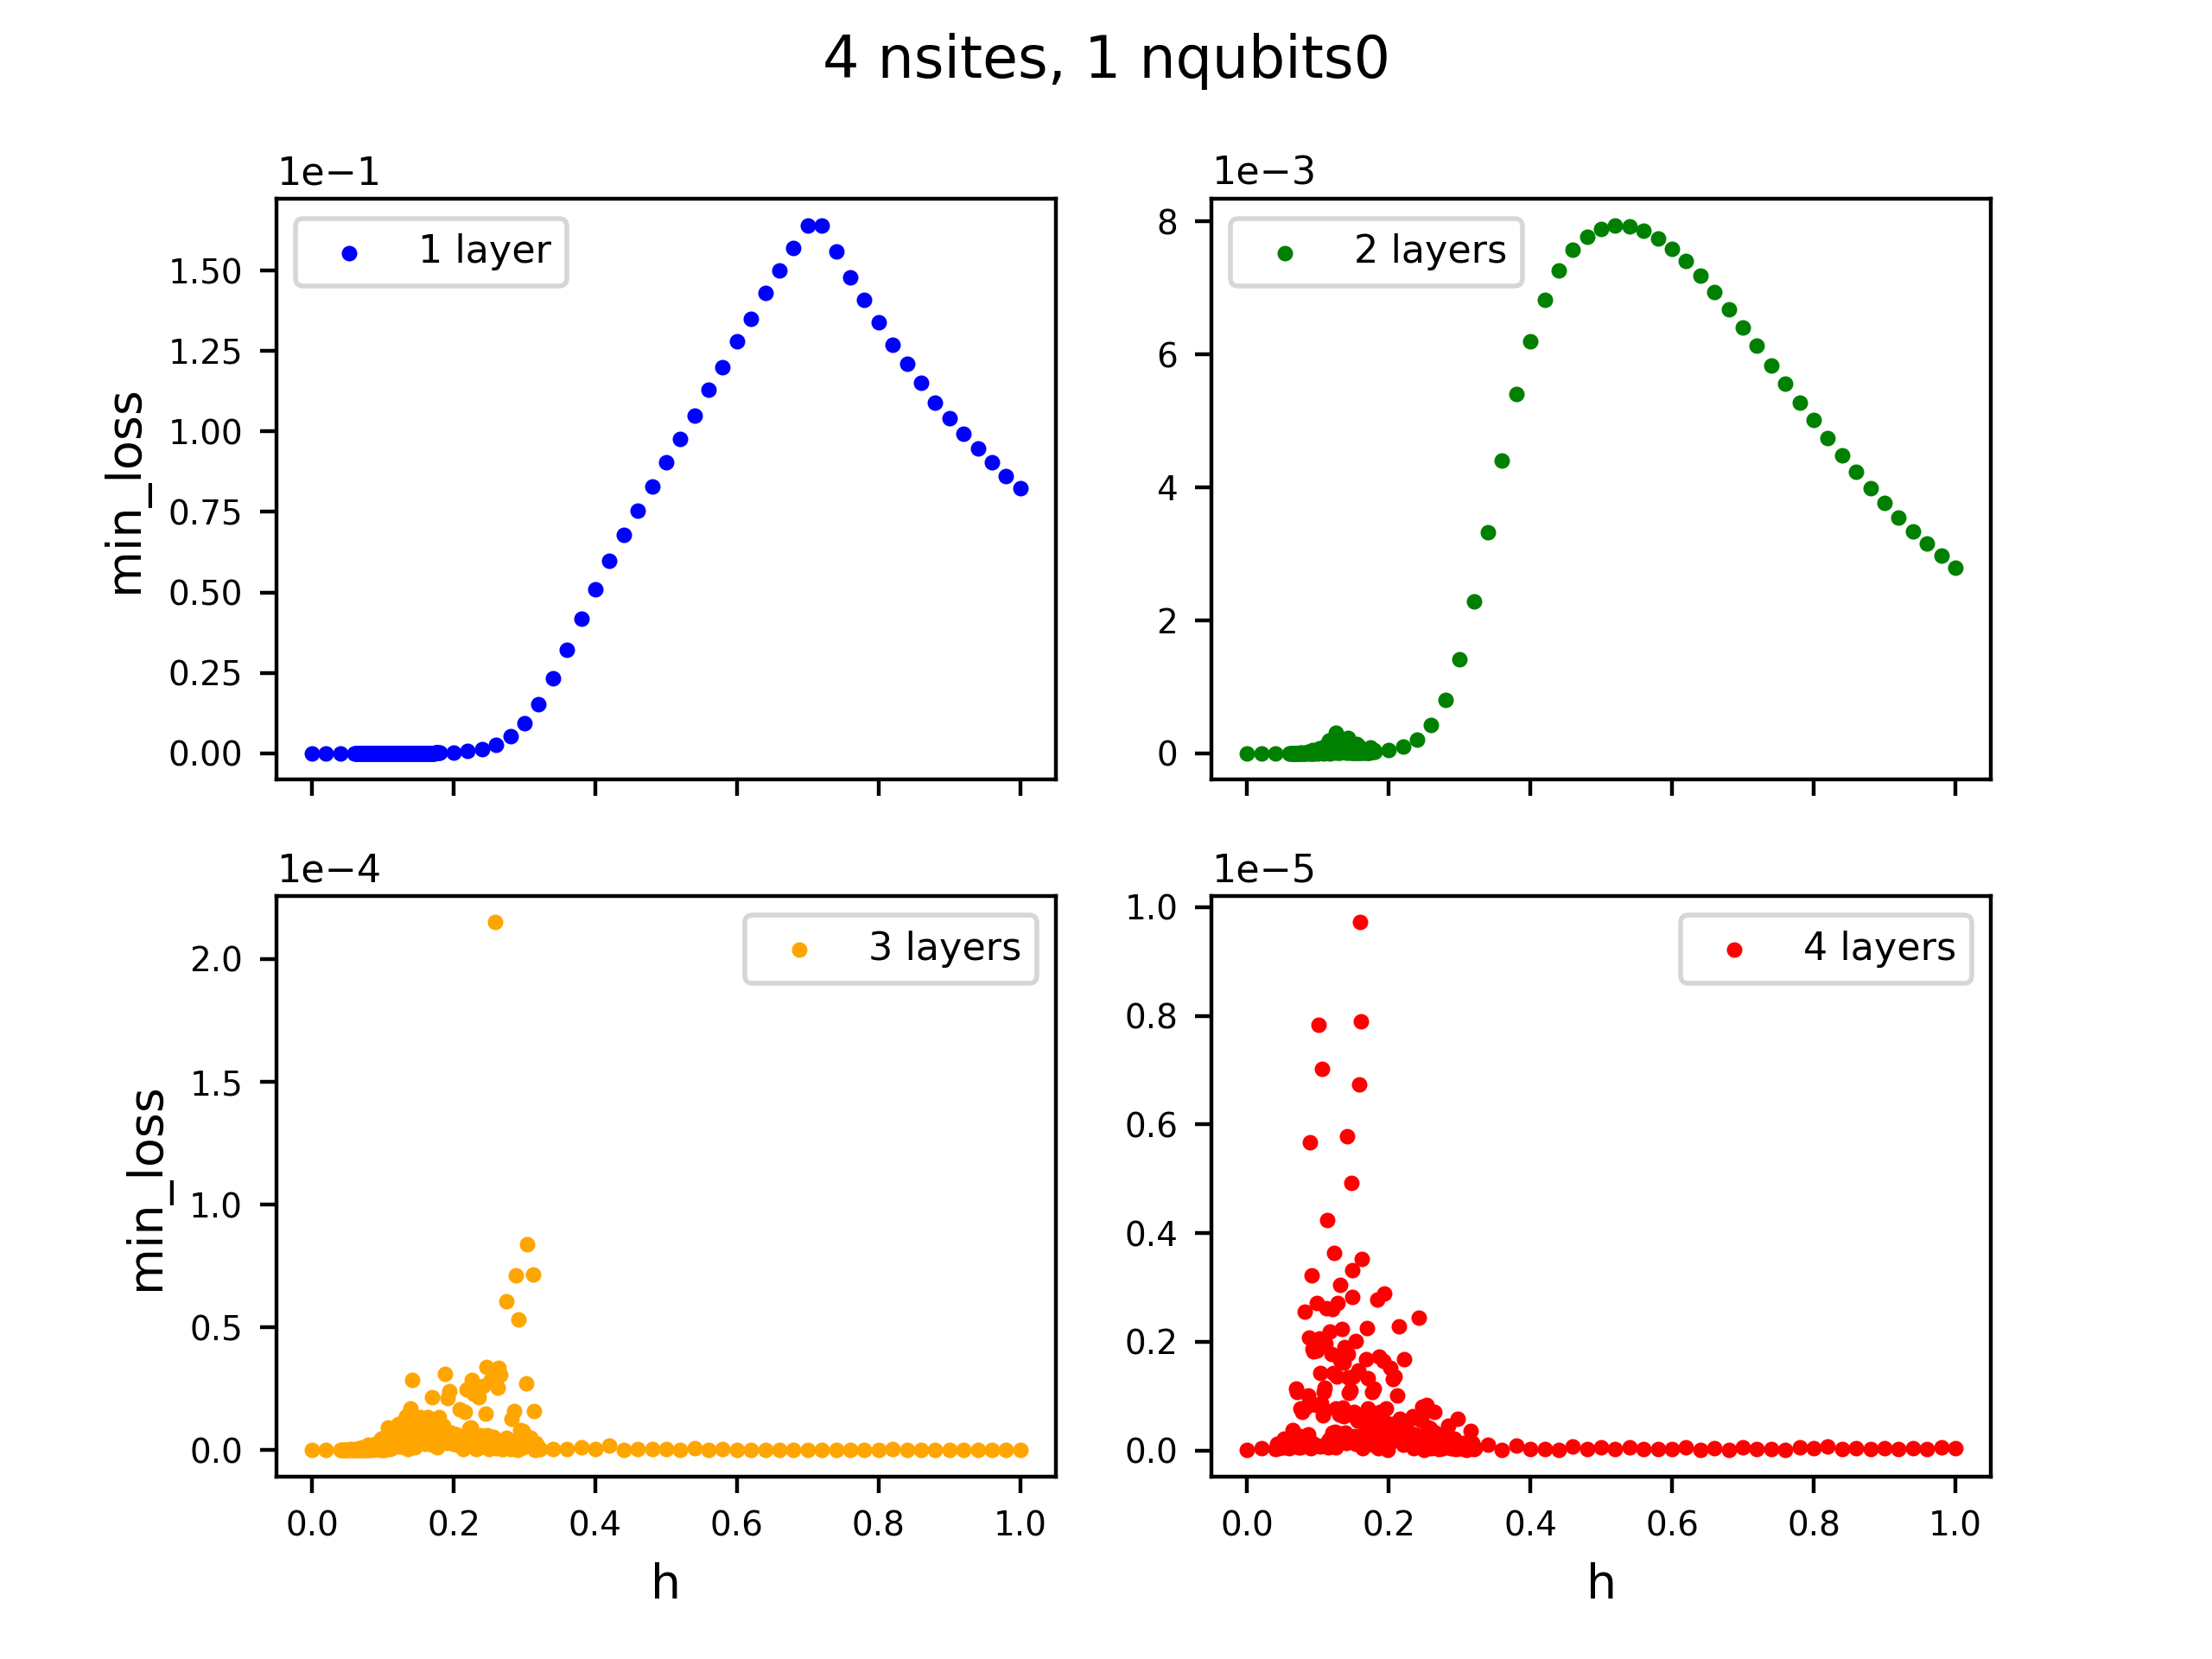 4 nsites, 1 nqubits0
1e−1
1 layer
1.50
1.25
1.00
0.75
0.50
0.25
0.00
min_loss
1e−3
2 layers
8
6
4
2
0
1e−4
3 layers
2.0
1.5
1.0
0.5
0.0
min_loss
0.0 0.2 0.4 0.6 0.8 1.0
h
1e−5
4 layers
1.0
0.8
0.6
0.4
0.2
0.0
0.0 0.2 0.4 0.6 0.8 1.0
h